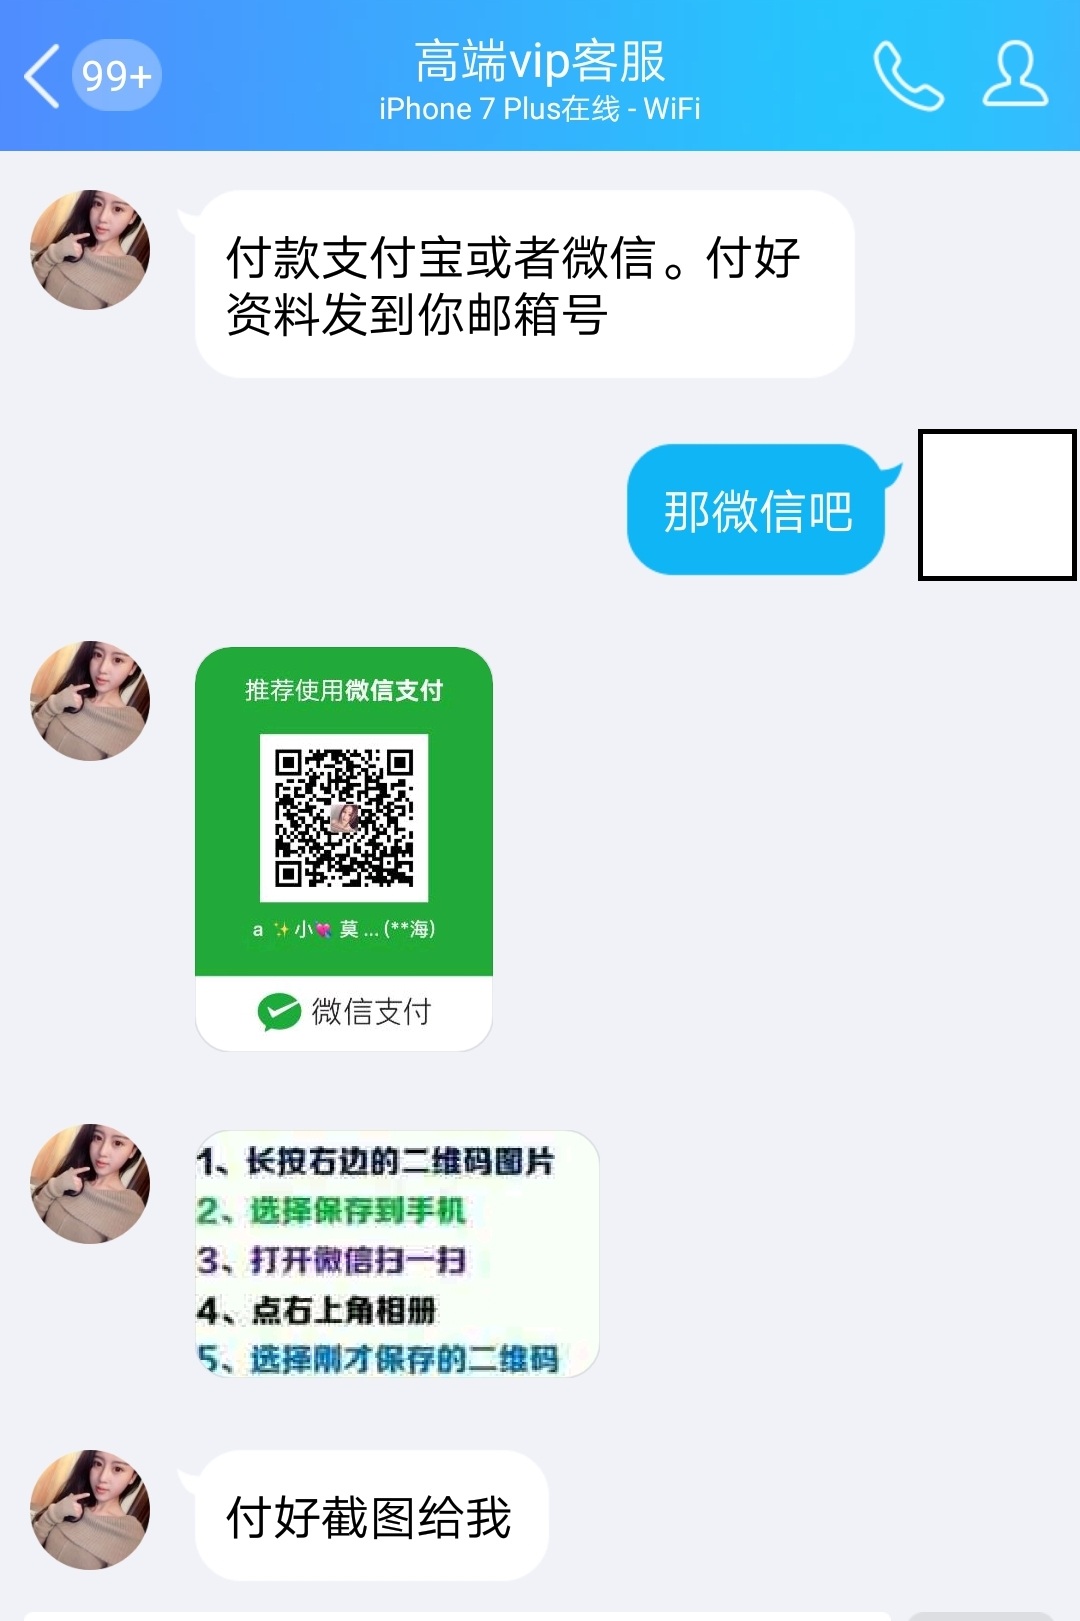 99+
高端vip客服
iPhone 7 Plus在线 - WiFi
付款支付宝或者微信。付好
资料发到你邮箱号
那微信吧
推荐使用微信支付
a ✨小💘 莫 ... (**海)
微信支付
1、长按右边的二维码图片
2、选择保存到手机
3、打开微信扫一扫
4、点右上角相册
5、选择刚才保存的二维码
付好截图给我